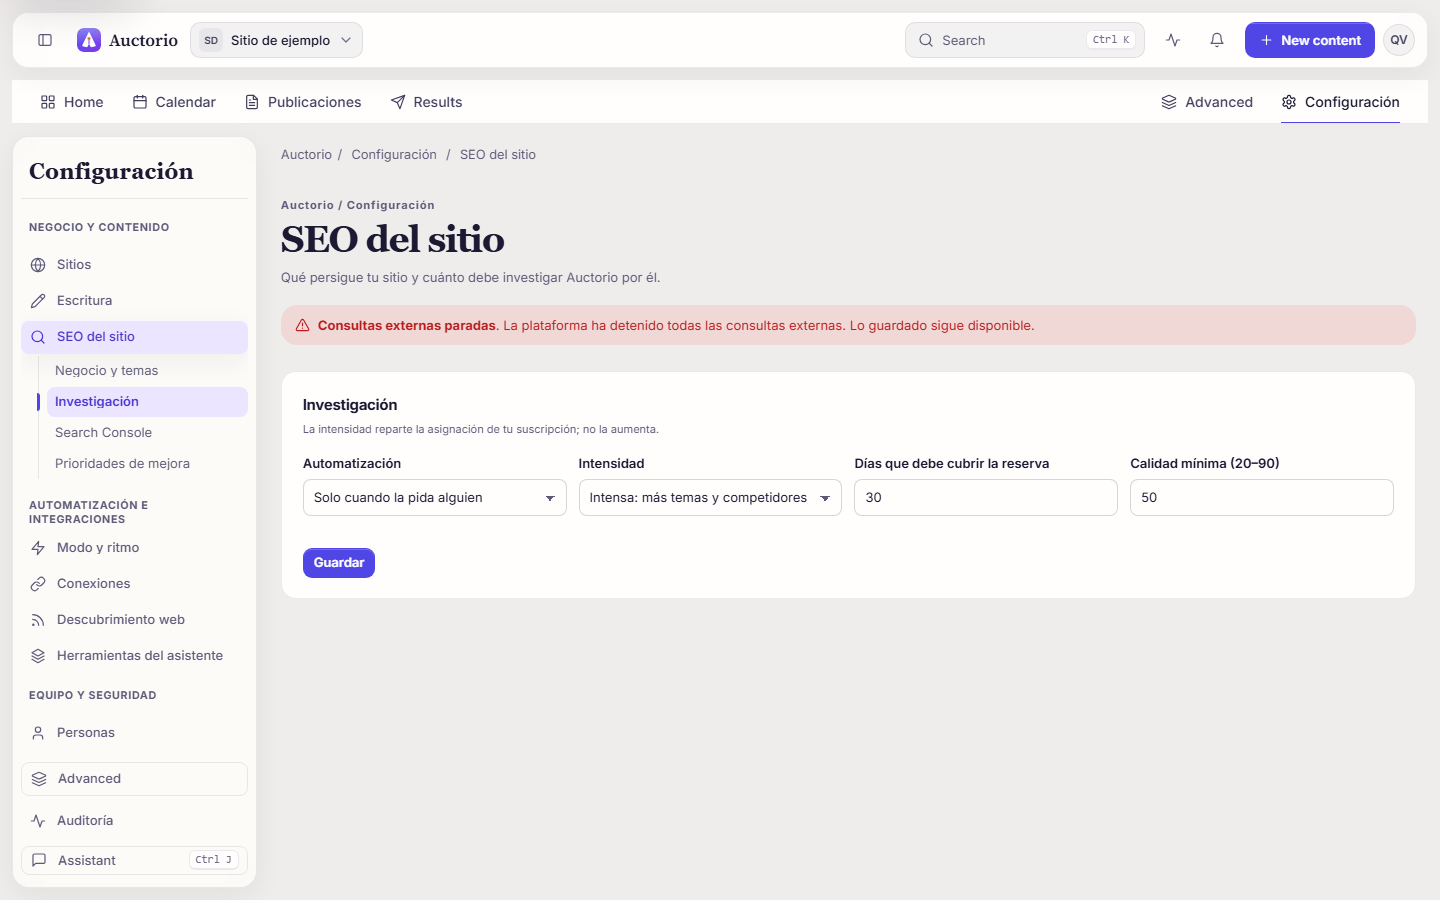 Auctorio
SD Sitio de ejemplo
Search Ctrl K
New content
QV
Home
Calendar
Publicaciones
Results
Advanced
Configuración
Configuración
NEGOCIO Y CONTENIDO
Sitios
Escritura
SEO del sitio
Negocio y temas
Investigación
Search Console
Prioridades de mejora
AUTOMATIZACIÓN E
INTEGRACIONES
Modo y ritmo
Conexiones
Descubrimiento web
Herramientas del asistente
EQUIPO Y SEGURIDAD
Personas
Advanced
Auditoría
Assistant Ctrl J
Auctorio / Configuración / SEO del sitio
Auctorio / Configuración
SEO del sitio
Qué persigue tu sitio y cuánto debe investigar Auctorio por él.
Consultas externas paradas. La plataforma ha detenido todas las consultas externas. Lo guardado sigue disponible.
Investigación
La intensidad reparte la asignación de tu suscripción; no la aumenta.
Automatización
Solo cuando la pida alguien
Intensidad
Intensa: más temas y competidores
Días que debe cubrir la reserva
30
Calidad mínima (20–90)
50
Guardar